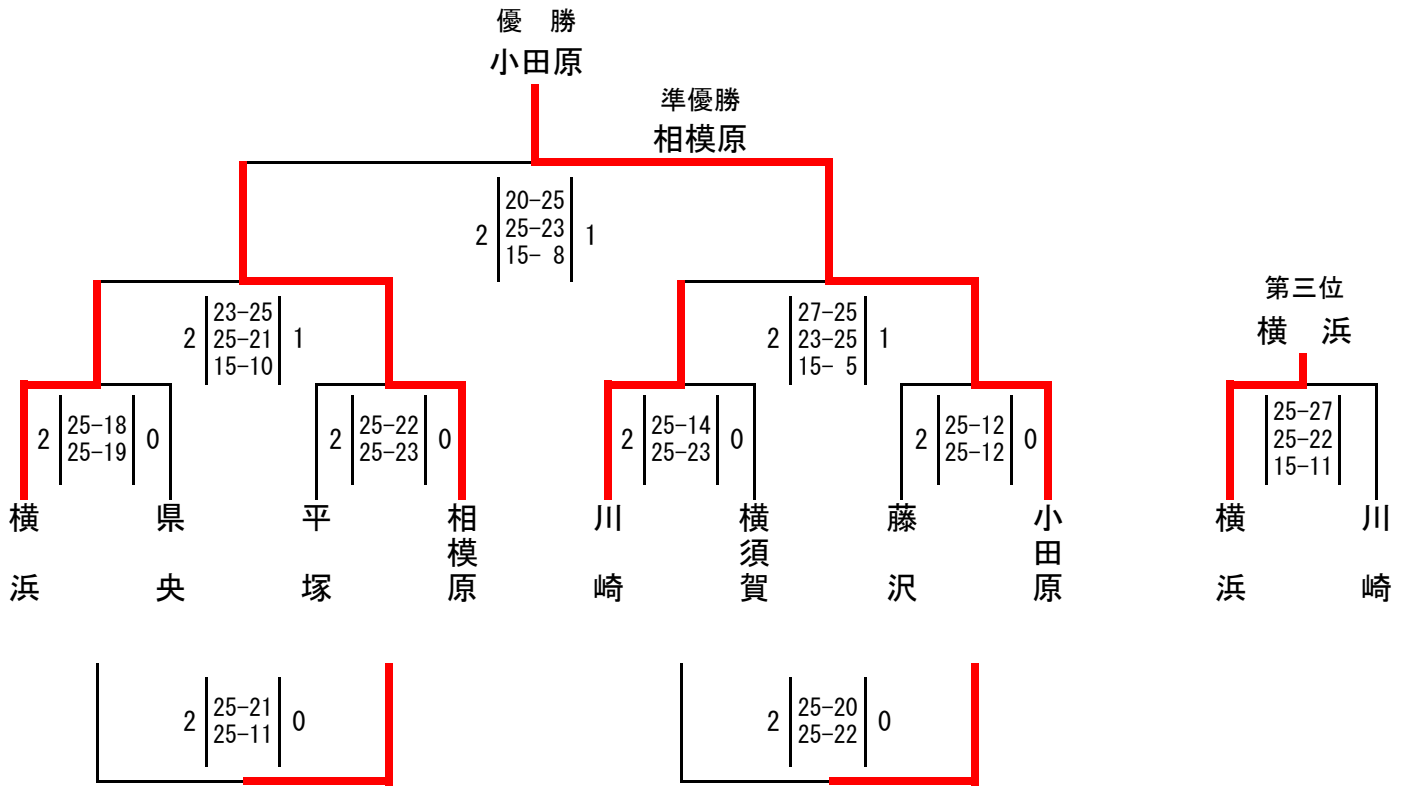 優 勝
小田原
準優勝
相模原
20-25
2 25-23 1
15- 8
23-25
2 25-21 1
15-10
27-25
2 23-25 1
15- 5
第三位
横 浜
25-18
2 25-19 0
25-22
2 25-23 0
25-14
2 25-23 0
25-12
2 25-12 0
25-27
25-22
15-11
横浜
県央
平塚
相模原
川崎
横須賀
藤沢
小田原
横浜
川崎
25-21
2 25-11 0
25-20
2 25-22 0